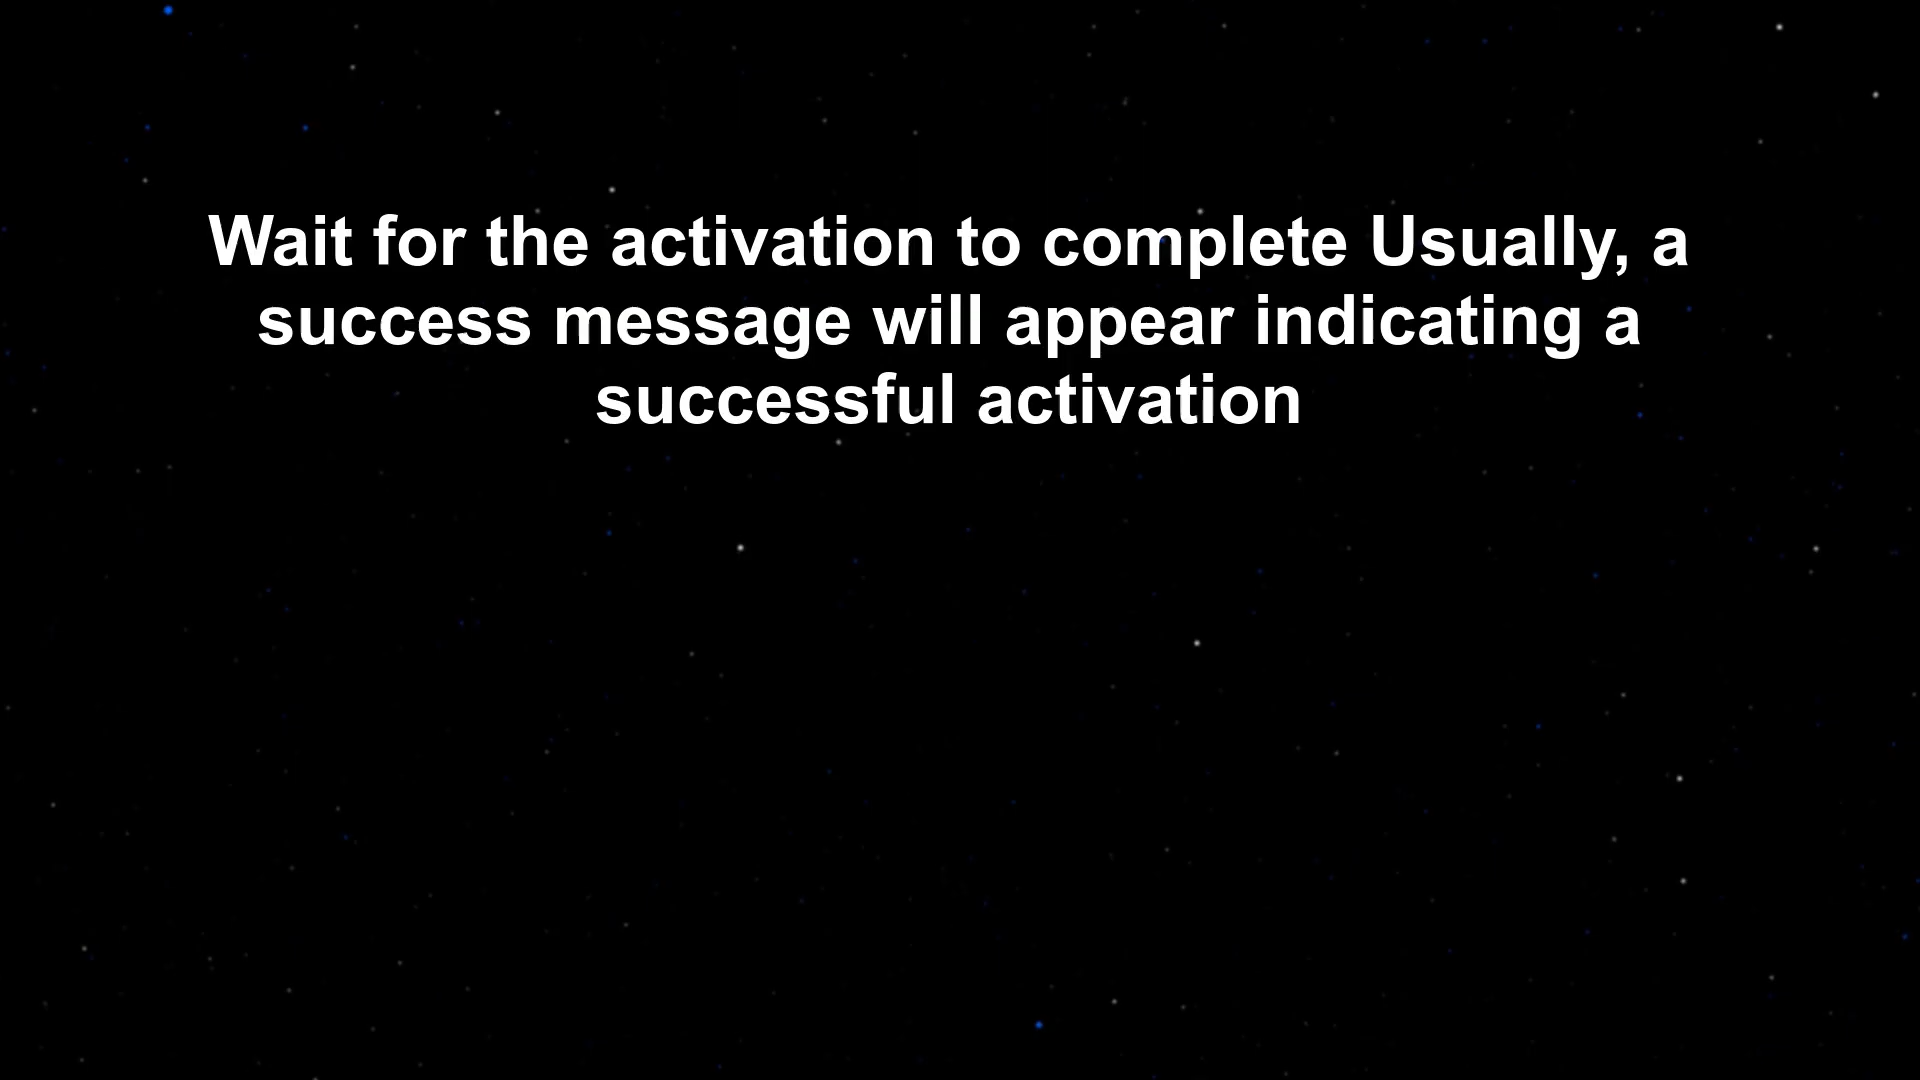 Wait for the activation to complete Usually, a
success message will appear indicating a
successful activation